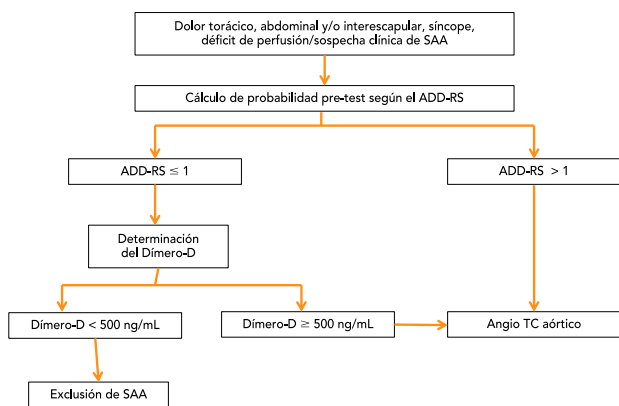 Dolor torácico, abdominal y/o interescapular, síncope,
déficit de perfusión/sospecha clínica de SAA
Cálculo de probabilidad pre-test según el ADD-RS
ADD-RS ≤ 1
ADD-RS > 1
Determinación
del Dímero-D
Dímero-D < 500 ng/mL
Dímero-D ≥ 500 ng/mL
Angio TC aórtico
Exclusión de SAA